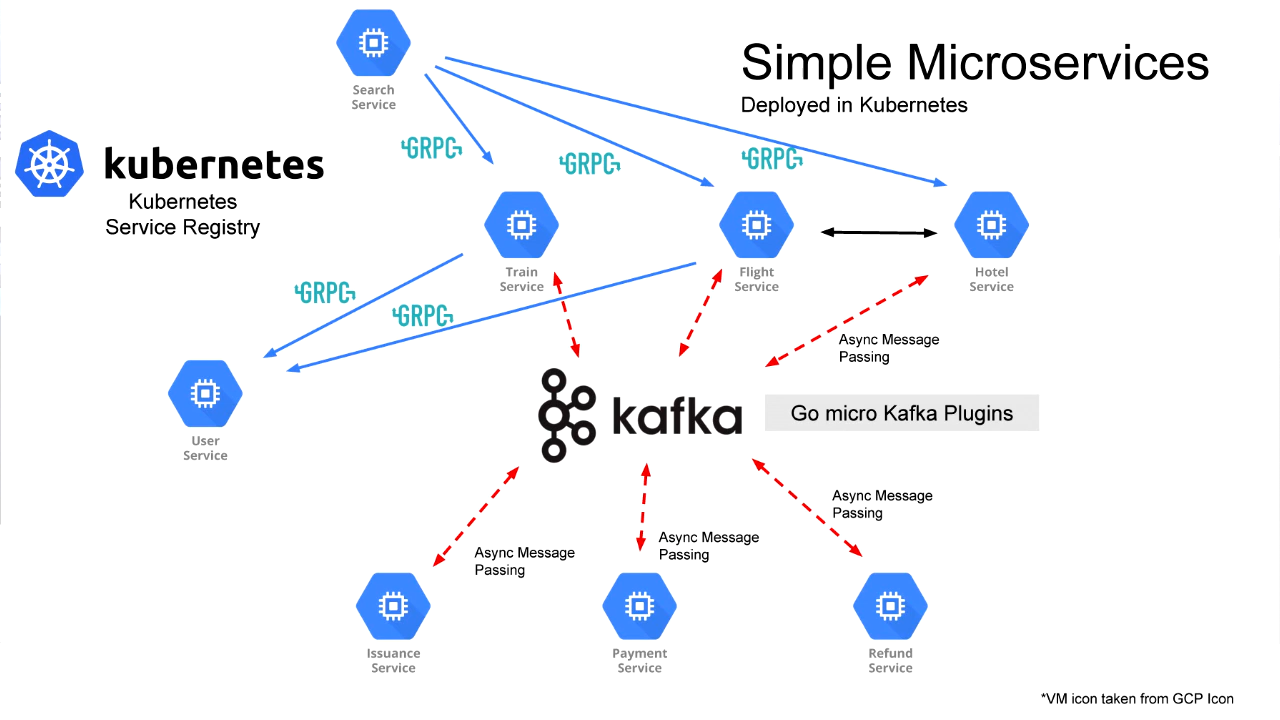 Simple Microservices
Deployed in Kubernetes
Search
Service
kubernetes
Kubernetes
Service Registry
GRPC
GRPC
GRPC
Train
Service
Flight
Service
Hotel
Service
GRPC
GRPC
Async Message
Passing
User
Service
kafka
Go micro Kafka Plugins
Async Message
Passing
Async Message
Passing
Async Message
Passing
Issuance
Service
Payment
Service
Refund
Service
*VM icon taken from GCP Icon